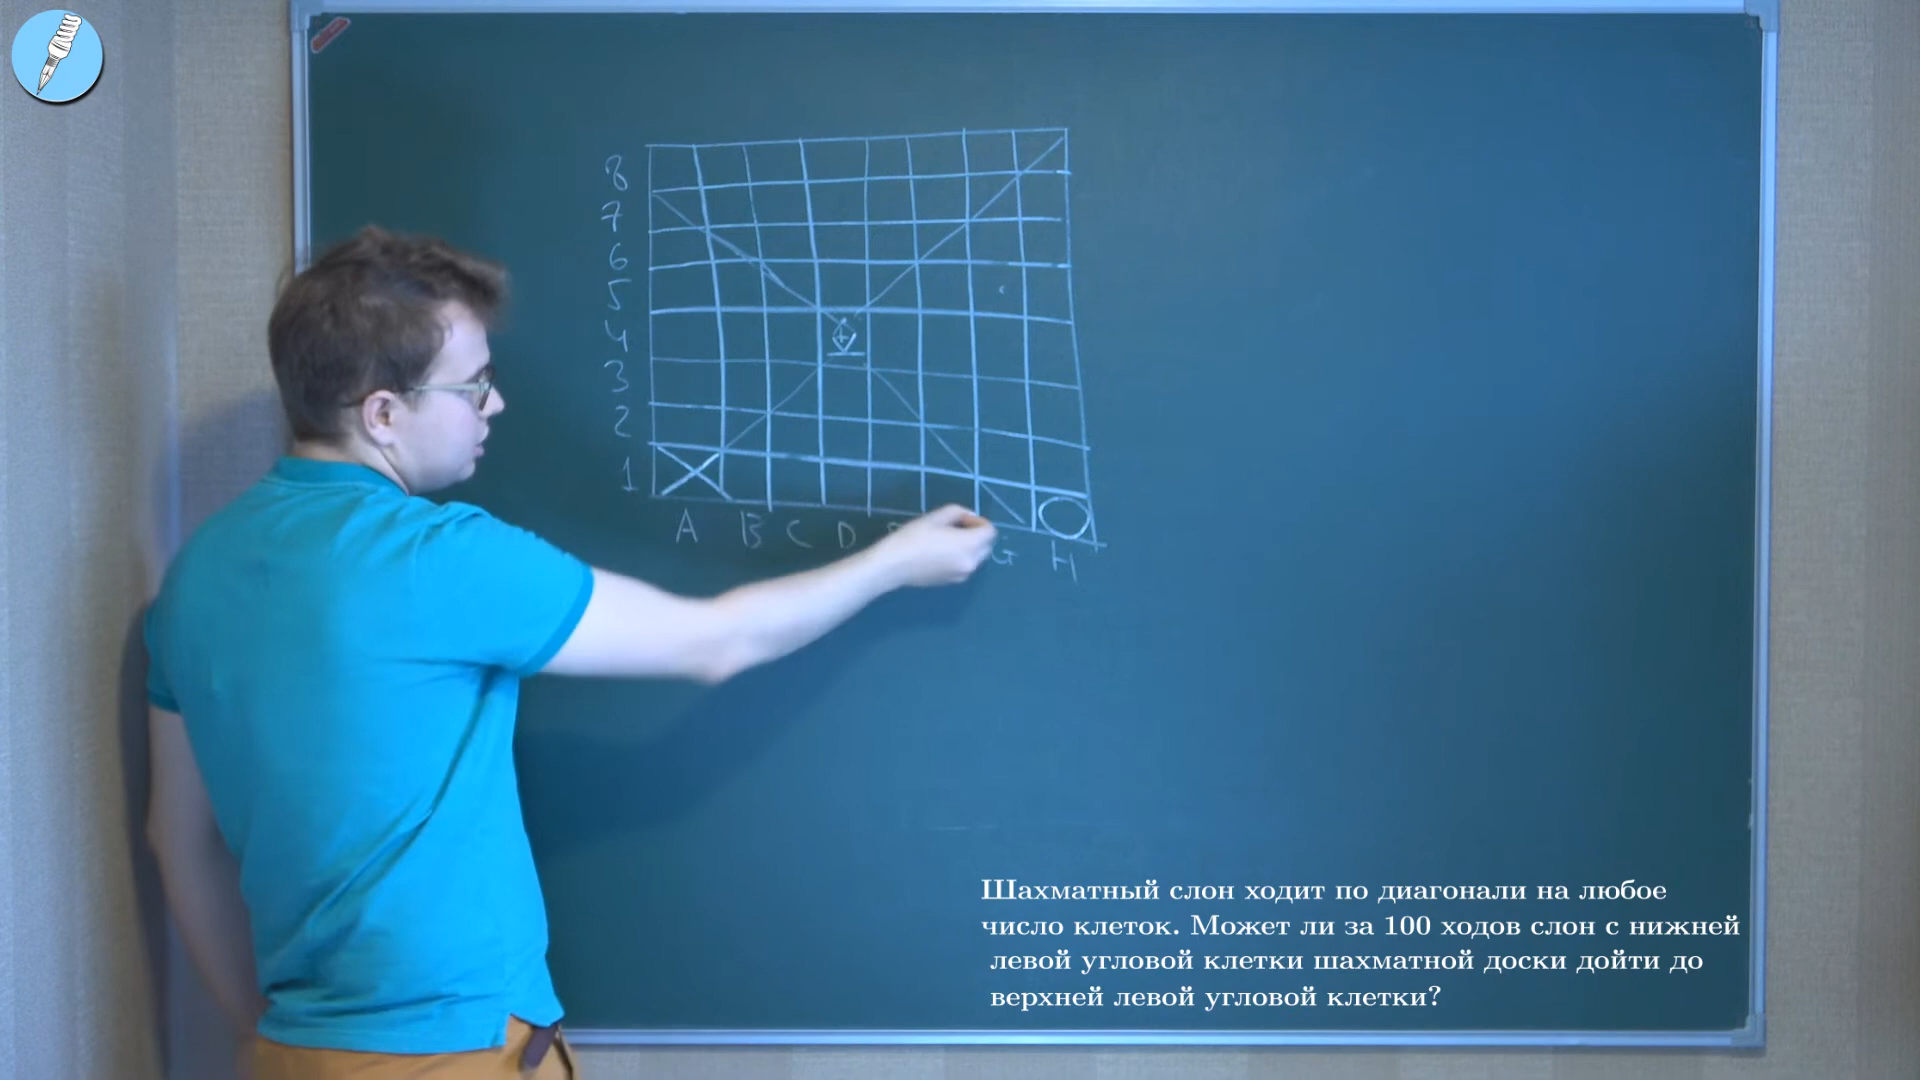 8
7
6
5
4
3
2
1
A B C D G H
Шахматный слон ходит по диагонали на любое
число клеток. Может ли за 100 ходов слон с нижней
левой угловой клетки шахматной доски дойти до
верхней левой угловой клетки?